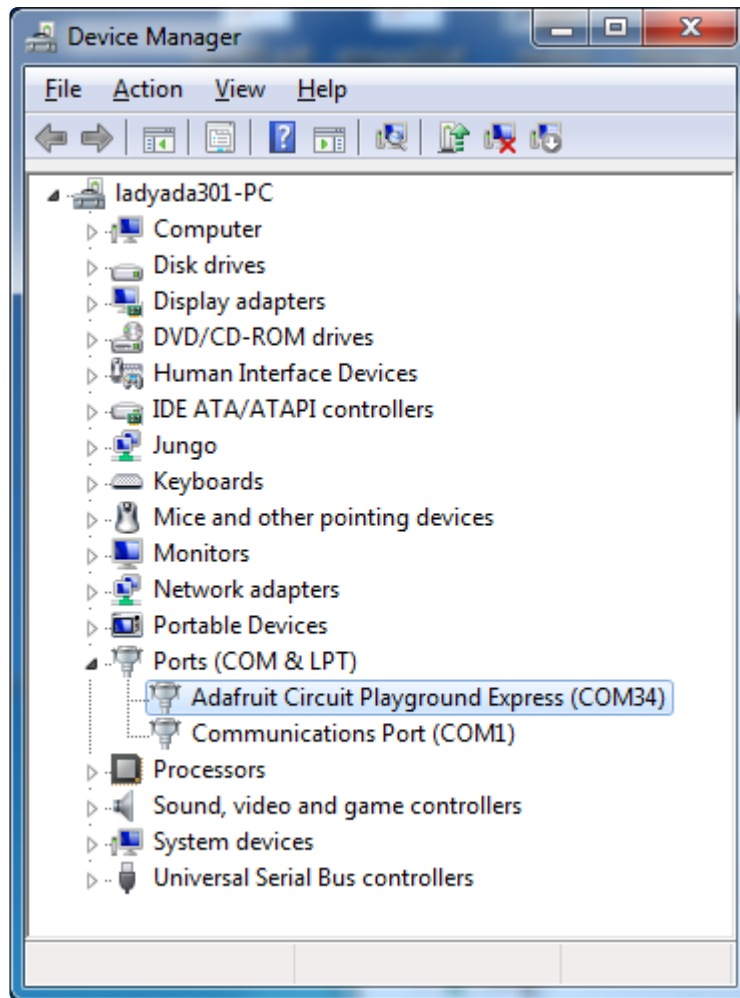 Device Manager
File Action View Help
ladyada301-PC
Computer
Disk drives
Display adapters
DVD/CD-ROM drives
Human Interface Devices
IDE ATA/ATAPI controllers
Jungo
Keyboards
Mice and other pointing devices
Monitors
Network adapters
Portable Devices
Ports (COM & LPT)
Adafruit Circuit Playground Express (COM34)
Communications Port (COM1)
Processors
Sound, video and game controllers
System devices
Universal Serial Bus controllers